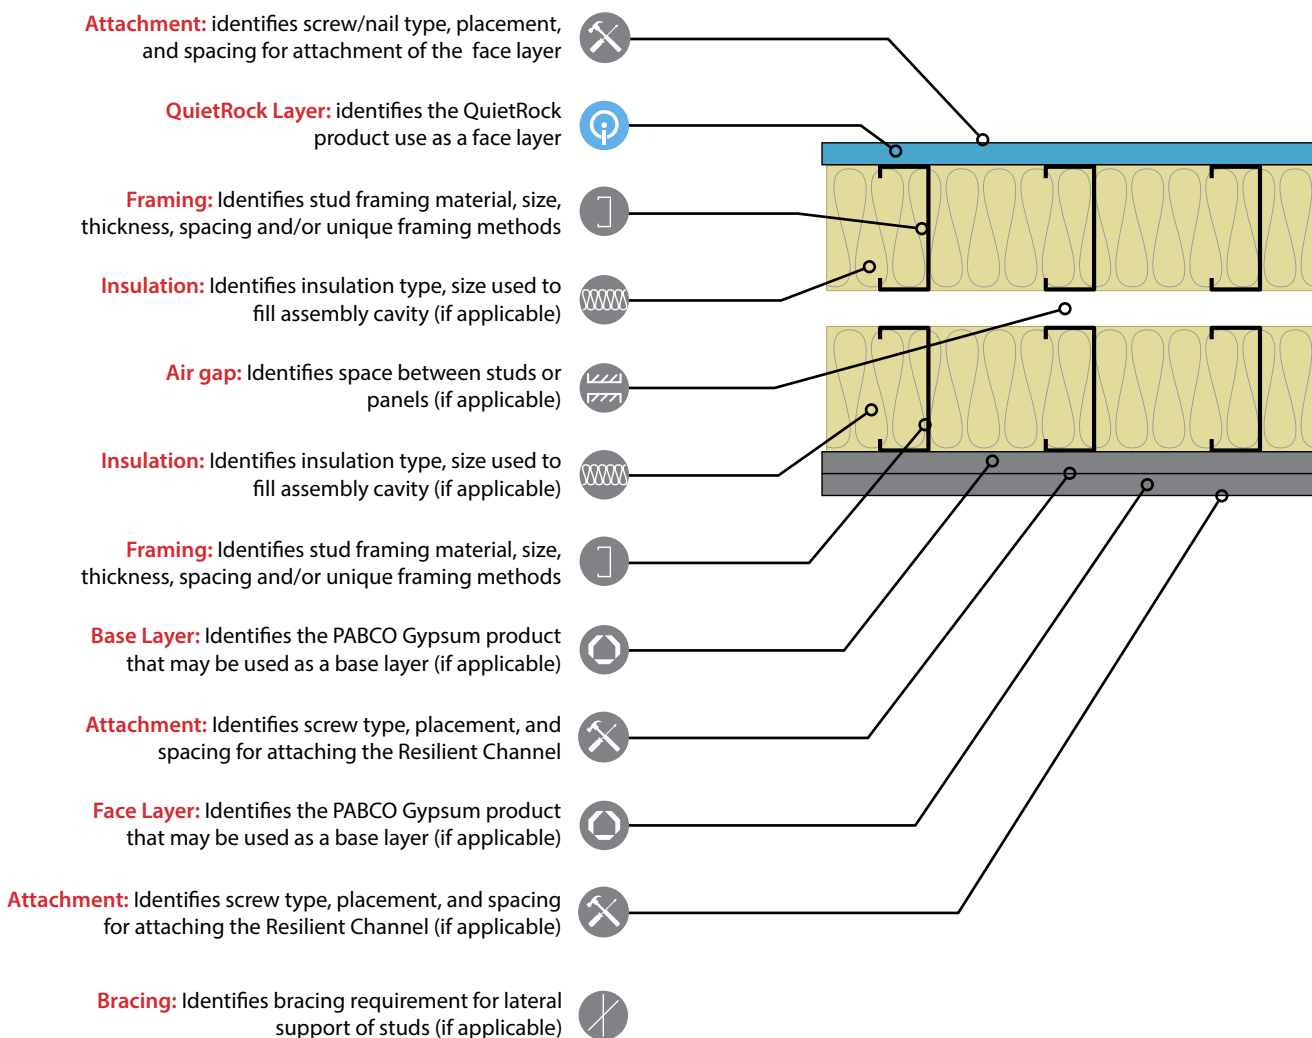 Attachment: identifies screw/nail type, placement,
and spacing for attachment of the face layer
QuietRock Layer: identifies the QuietRock
product use as a face layer
Framing: Identifies stud framing material, size,
thickness, spacing and/or unique framing methods
Insulation: Identifies insulation type, size used to
fill assembly cavity (if applicable)
Air gap: Identifies space between studs or
panels (if applicable)
Insulation: Identifies insulation type, size used to
fill assembly cavity (if applicable)
Framing: Identifies stud framing material, size,
thickness, spacing and/or unique framing methods
Base Layer: Identifies the PABCO Gypsum product
that may be used as a base layer (if applicable)
Attachment: Identifies screw type, placement, and
spacing for attaching the Resilient Channel
Face Layer: Identifies the PABCO Gypsum product
that may be used as a base layer (if applicable)
Attachment: Identifies screw type, placement, and spacing
for attaching the Resilient Channel (if applicable)
Bracing: Identifies bracing requirement for lateral
support of studs (if applicable)